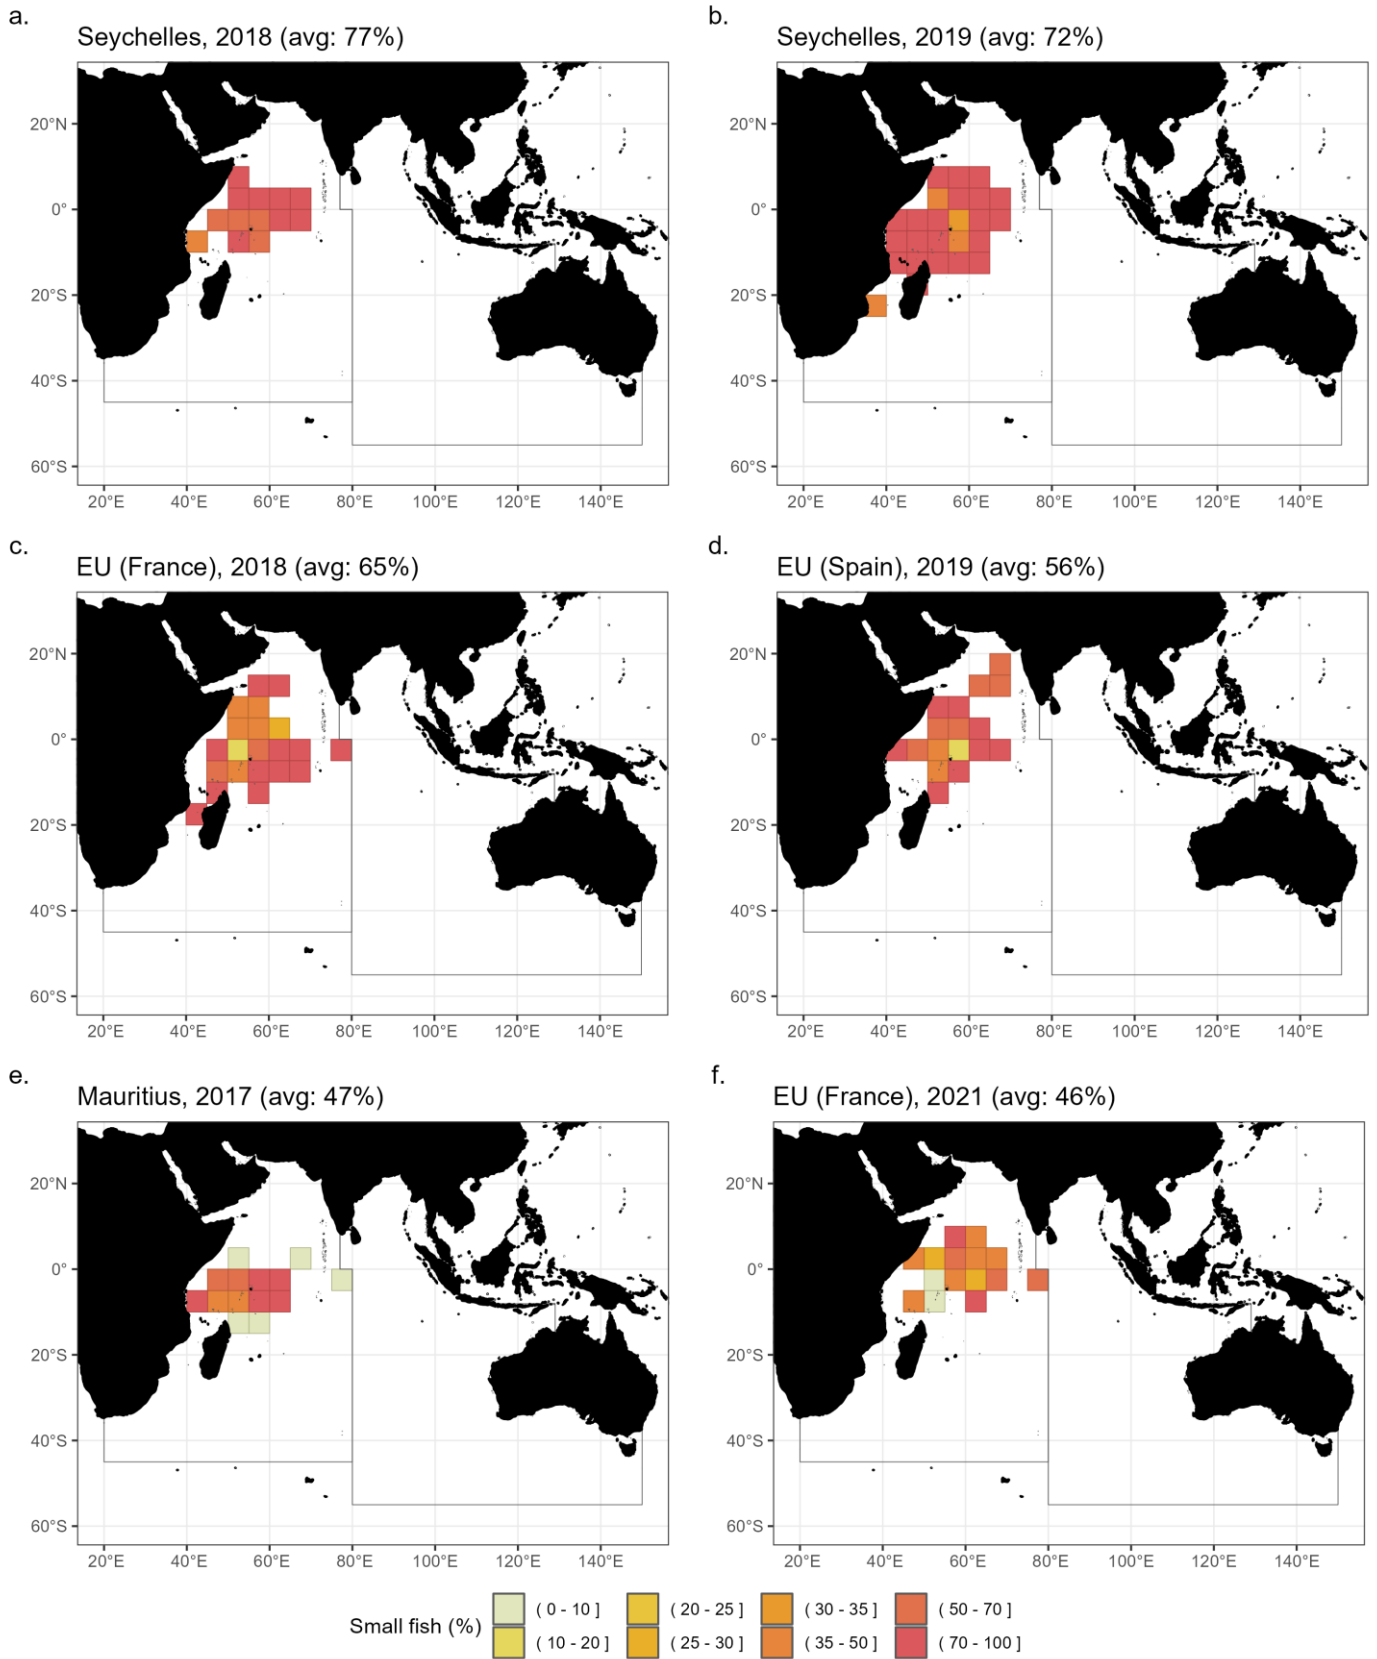 a.
Seychelles, 2018 (avg: 77%)
20°N
0°
20°S
40°S
60°S
20°E 40°E 60°E 80°E 100°E 120°E 140°E
b.
Seychelles, 2019 (avg: 72%)
20°N
0°
20°S
40°S
60°S
20°E 40°E 60°E 80°E 100°E 120°E 140°E
c.
EU (France), 2018 (avg: 65%)
20°N
0°
20°S
40°S
60°S
20°E 40°E 60°E 80°E 100°E 120°E 140°E
d.
EU (Spain), 2019 (avg: 56%)
20°N
0°
20°S
40°S
60°S
20°E 40°E 60°E 80°E 100°E 120°E 140°E
e.
Mauritius, 2017 (avg: 47%)
20°N
0°
20°S
40°S
60°S
20°E 40°E 60°E 80°E 100°E 120°E 140°E
f.
EU (France), 2021 (avg: 46%)
20°N
0°
20°S
40°S
60°S
20°E 40°E 60°E 80°E 100°E 120°E 140°E
Small fish (%)
( 0 - 10 ] ( 20 - 25 ] ( 30 - 35 ] ( 50 - 70 ]
( 10 - 20 ] ( 25 - 30 ] ( 35 - 50 ] ( 70 - 100 ]